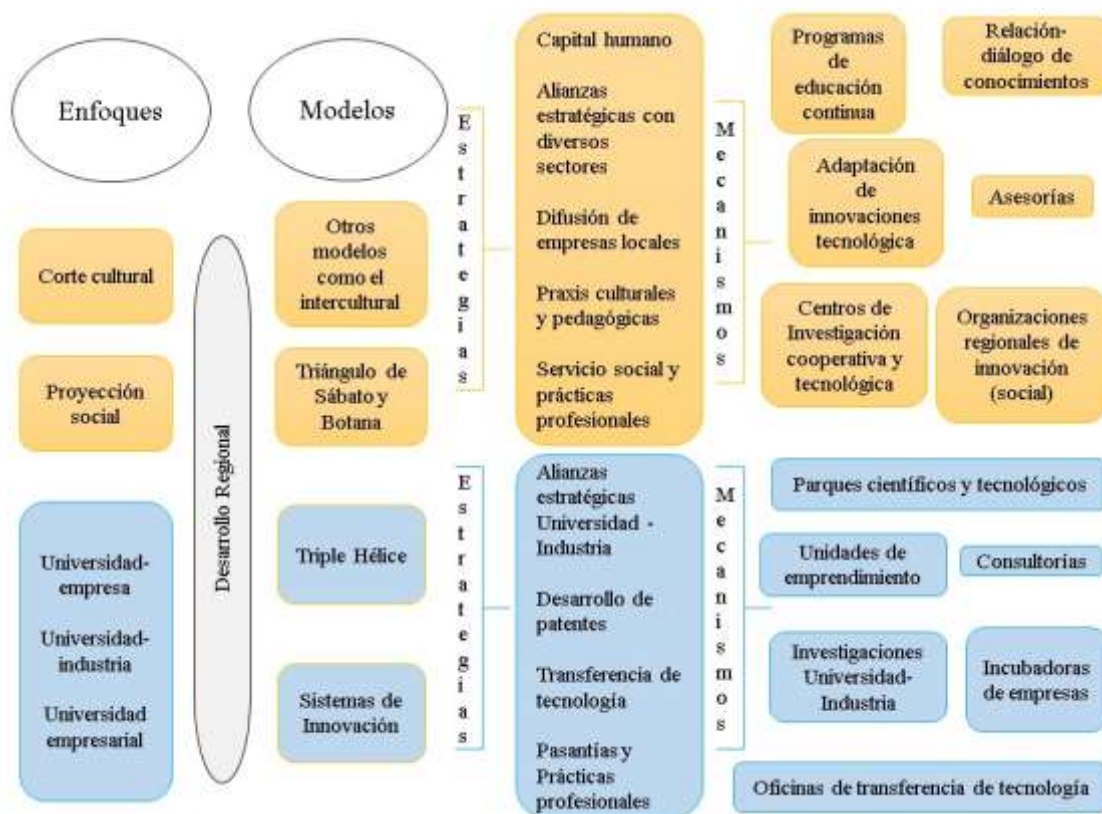 Enfoques
Modelos
Corte cultural
Proyección
social
Universidad-
empresa
Universidad-
industria
Universidad
empresarial
Desarrollo Regional
Otros
modelos
como el
intercultural
Triángulo de
Sábato y
Botana
Triple Hélice
Sistemas de
Innovación
Estrategias
Capital humano
Alianzas
estratégicas con
diversos
sectores
Difusión de
empresas locales
Praxis culturales
y pedagógicas
Servicio social y
prácticas
profesionales
Mecanismos
Programas
de
educación
continua
Relación-
diálogo de
conocimientos
Adaptación
de
innovaciones
tecnológica
Asesorías
Centros de
Investigación
cooperativa y
tecnológica
Organizaciones
regionales de
innovación
(social)
Estrategias
Alianzas
estratégicas
Universidad -
Industria
Desarrollo de
patentes
Transferencia de
tecnología
Pasantías y
Prácticas
profesionales
Mecanismos
Parques científicos y tecnológicos
Unidades de
emprendimiento
Consultorías
Investigaciones
Universidad-
Industria
Incubadoras
de empresas
Oficinas de transferencia de tecnología